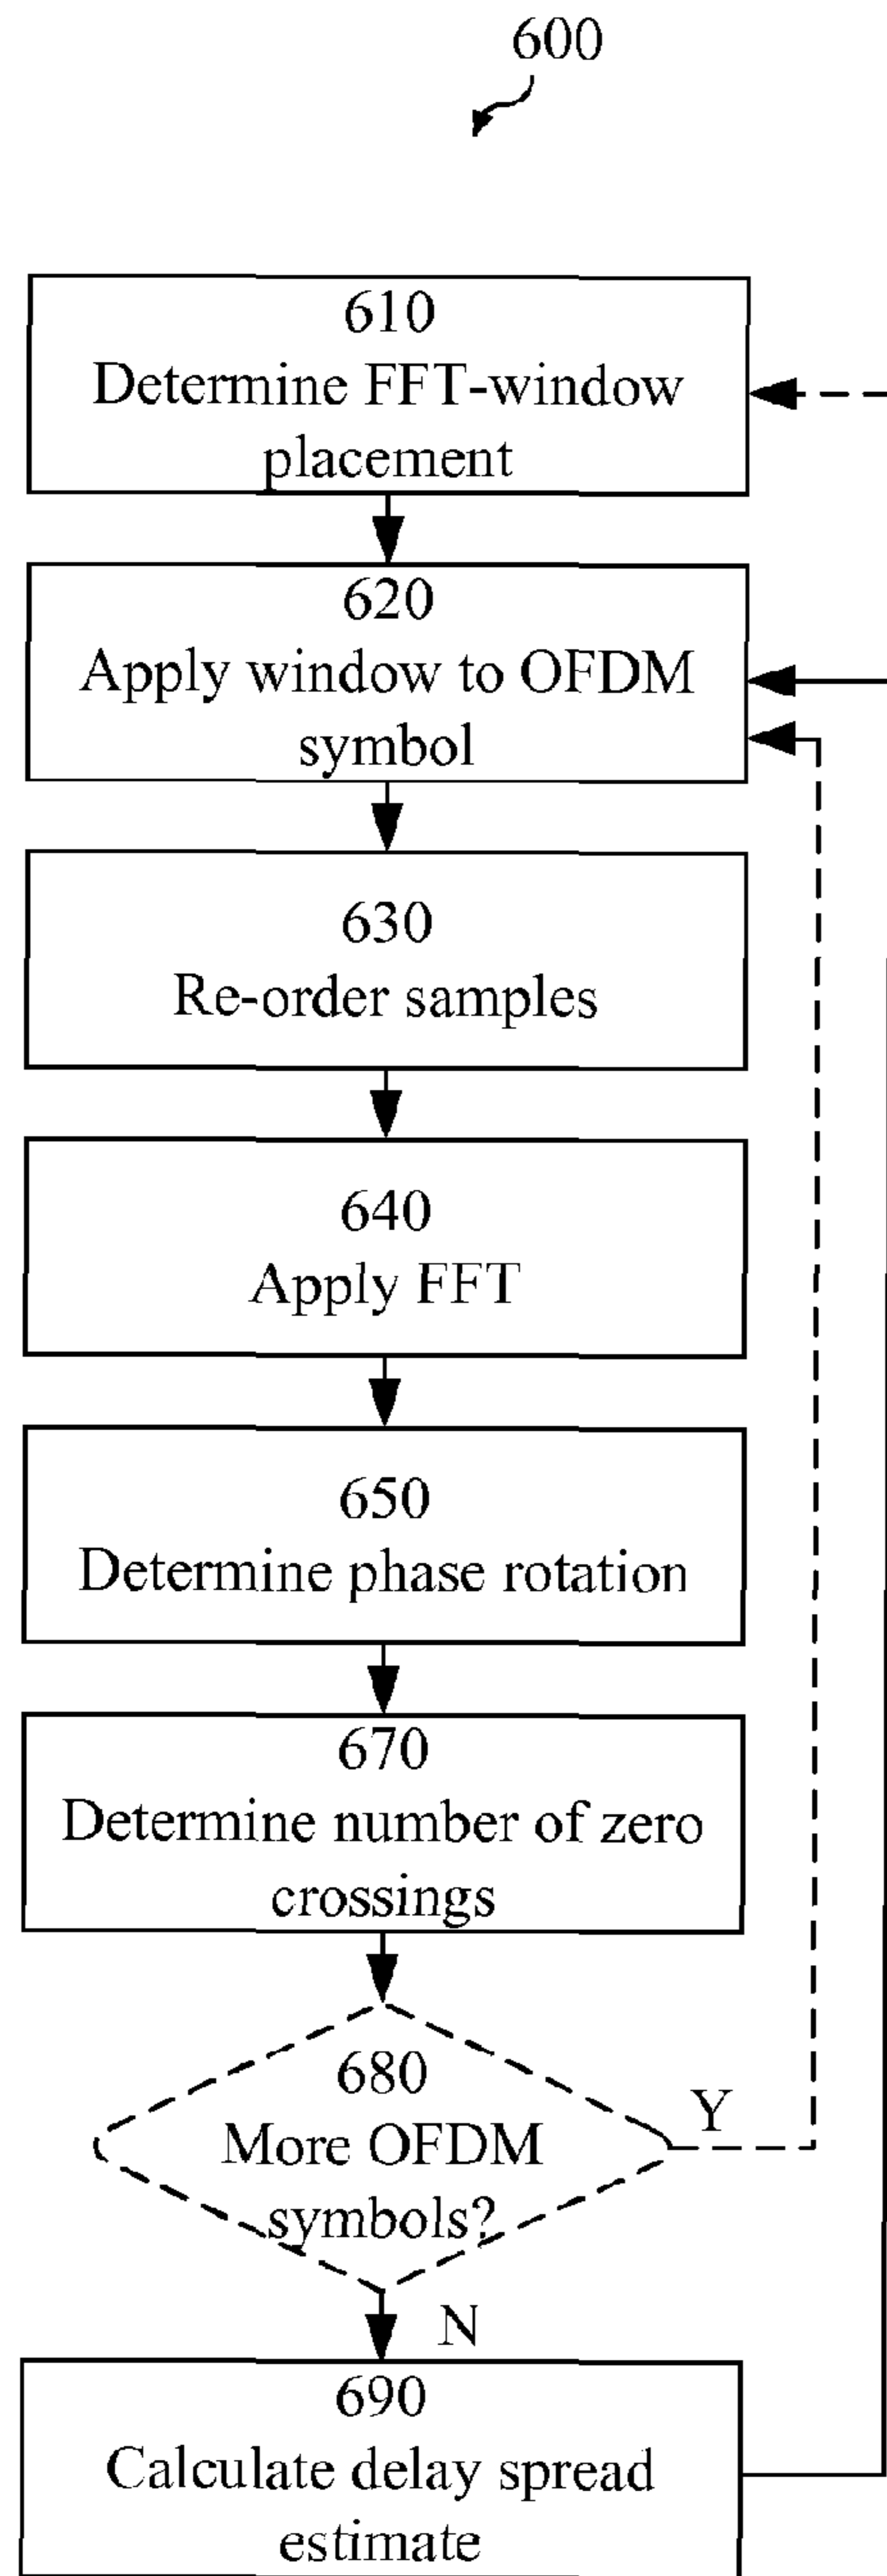 600
610
Determine FFT-window
placement
620
Apply window to OFDM
symbol
630
Re-order samples
640
Apply FFT
650
Determine phase rotation
670
Determine number of zero
crossings
680
More OFDM
symbols?
Y
N
690
Calculate delay spread
estimate